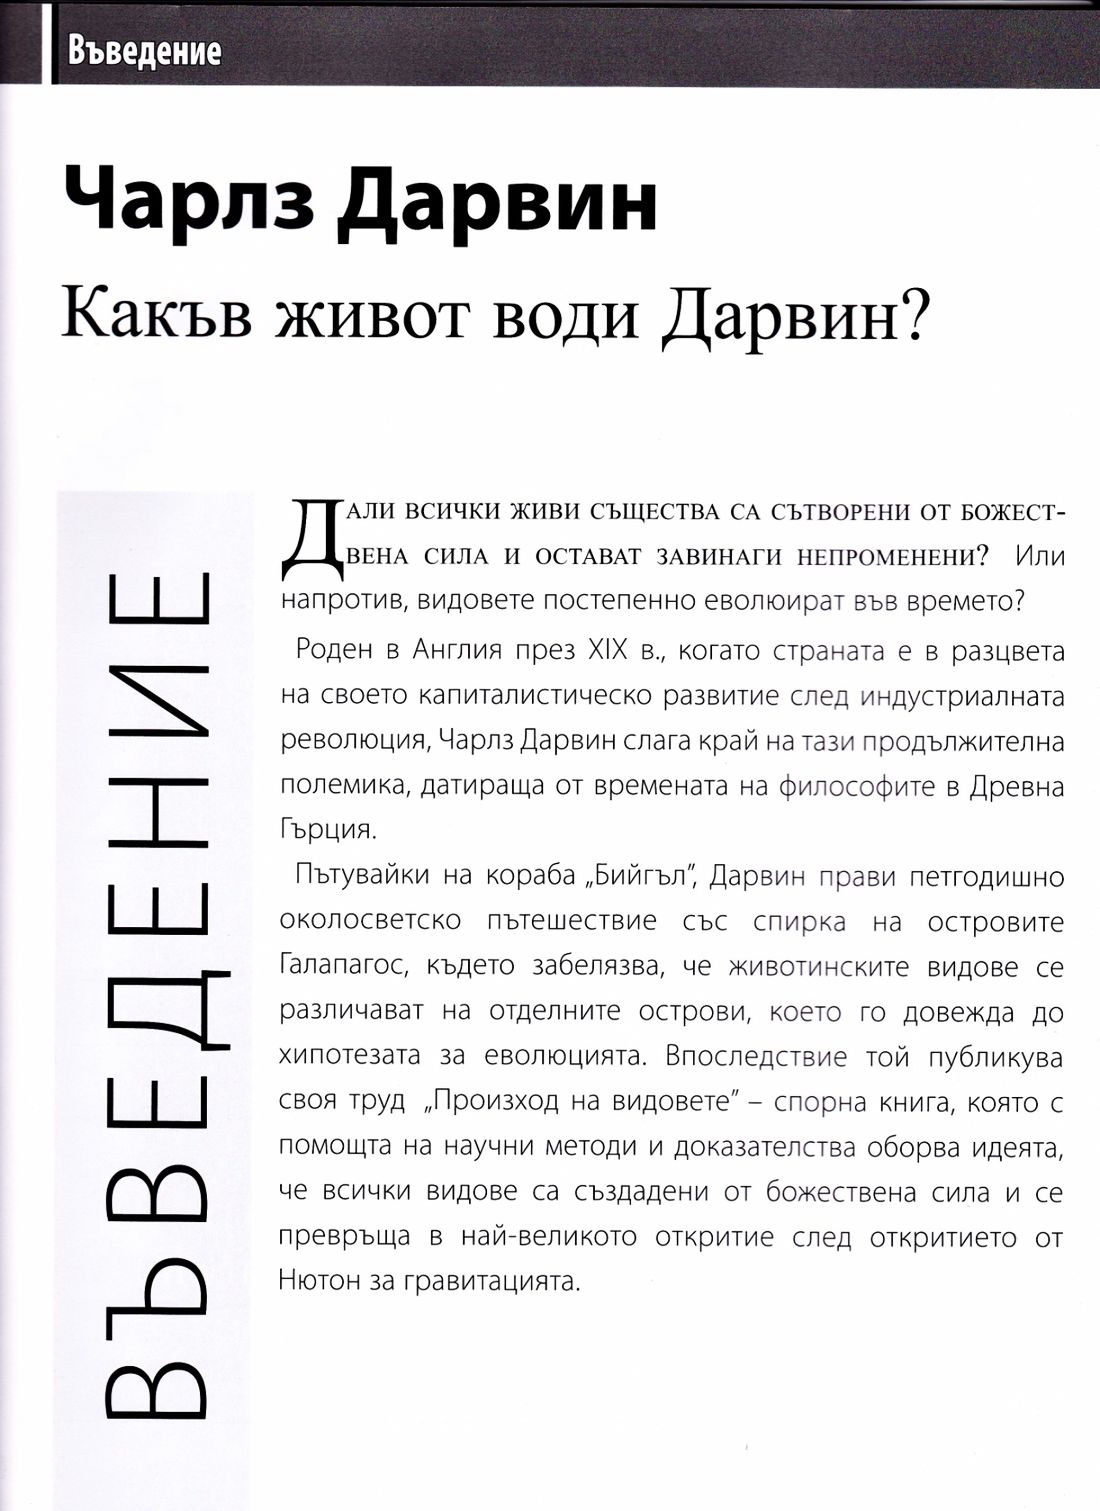 Въведение
Чарлз Дарвин
Какъв живот води Дарвин?
ВЪВЕДЕНИЕ
ДАЛИ ВСИЧКИ ЖИВИ СЪЩЕСТВА СА СЪТВОРЕНИ ОТ БОЖЕСТ-
ВЕНА СИЛА И ОСТАВАТ ЗАВИНАГИ НЕПРОМЕНЕНИ? Или
напротив, видовете постепенно еволюират във времето?
Роден в Англия през XIX в., когато страната е в разцвета
на своето капиталистическо развитие след индустриалната
революция, Чарлз Дарвин слага край на тази продължителна
полемика, датираща от времената на философите в Древна
Гърция.
Пътувайки на кораба „Бийгъл”, Дарвин прави петгодишно
околосветско пътешествие със спирка на островите
Галапагос, където забелязва, че животинските видове се
различават на отделните острови, което го довежда до
хипотезата за еволюцията. Впоследствие той публикува
своя труд „Произход на видовете” – спорна книга, която с
помощта на научни методи и доказателства оборва идеята,
че всички видове са създадени от божествена сила и се
превръща в най-великото откритие след откритието от
Нютон за гравитацията.